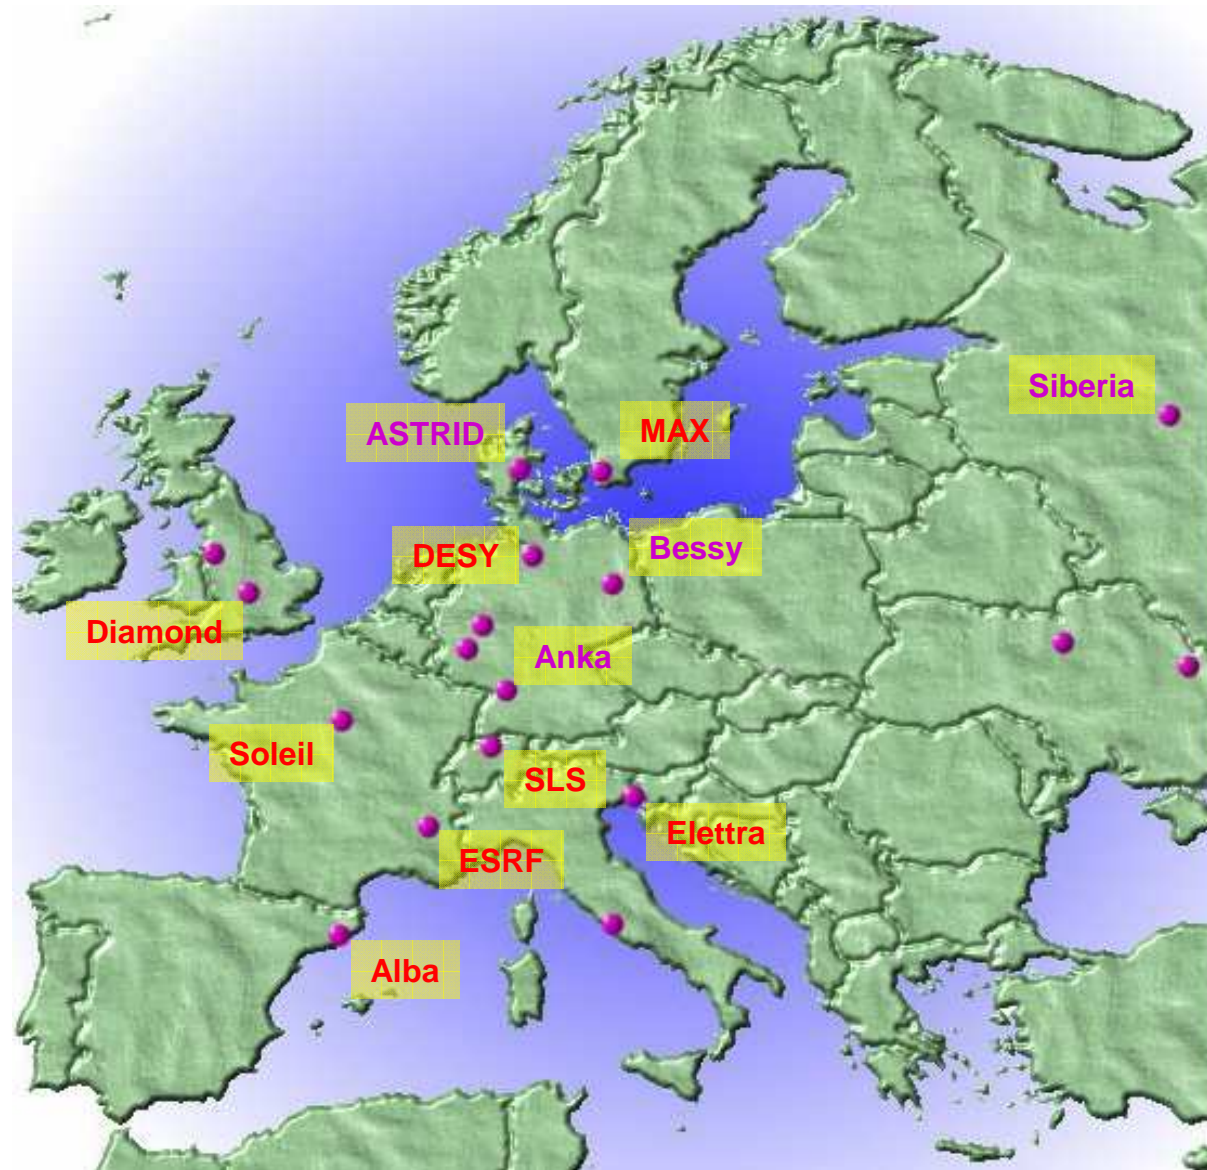 Siberia
ASTRID
MAX
DESY
Bessy
Diamond
Anka
Soleil
SLS
Elettra
ESRF
Alba